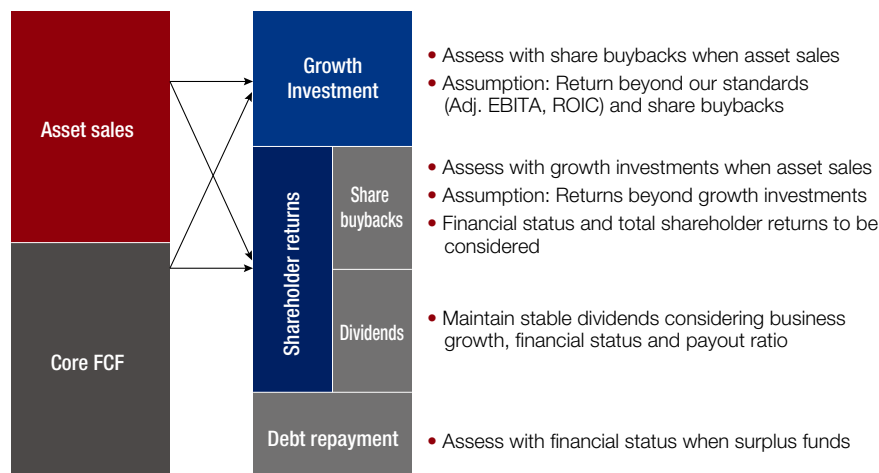 Asset sales
Core FCF
Growth
Investment
Shareholder returns
Share
buybacks
Dividends
Debt repayment
• Assess with share buybacks when asset sales
• Assumption: Return beyond our standards
(Adj. EBITA, ROIC) and share buybacks
• Assess with growth investments when asset sales
• Assumption: Returns beyond growth investments
• Financial status and total shareholder returns to be
considered
• Maintain stable dividends considering business
growth, financial status and payout ratio
• Assess with financial status when surplus funds